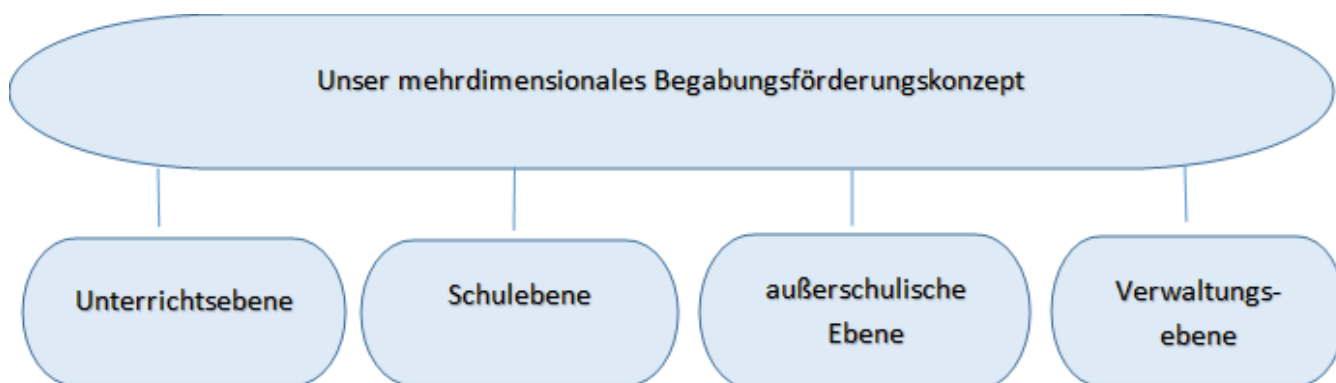 Unser mehrdimensionales Begabungsförderungskonzept
Unterrichtsebene
Schulebene
außerschulische
Ebene
Verwaltungs-
ebene